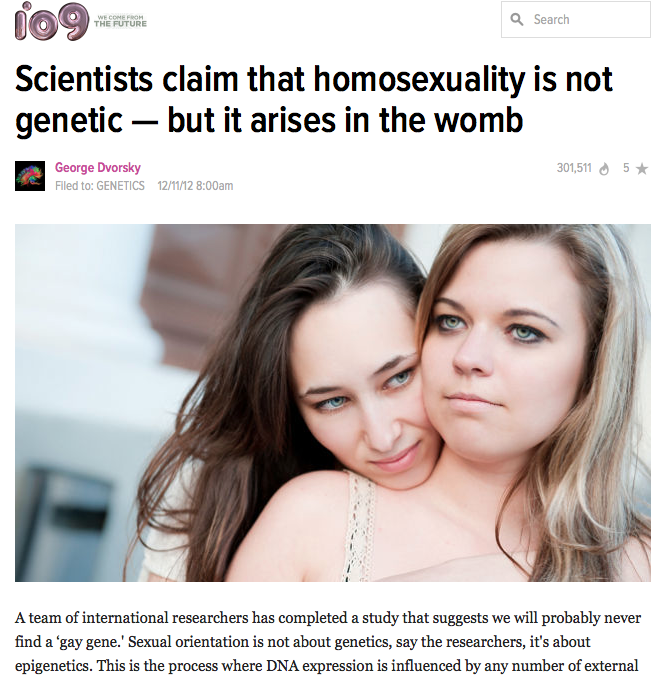 io9 WE COME FROM
THE FUTURE
Search
Scientists claim that homosexuality is not
genetic — but it arises in the womb
George Dvorsky
Filed to: GENETICS 12/11/12 8:00am
301,511 5
A team of international researchers has completed a study that suggests we will probably never
find a ‘gay gene.' Sexual orientation is not about genetics, say the researchers, it's about
epigenetics. This is the process where DNA expression is influenced by any number of external